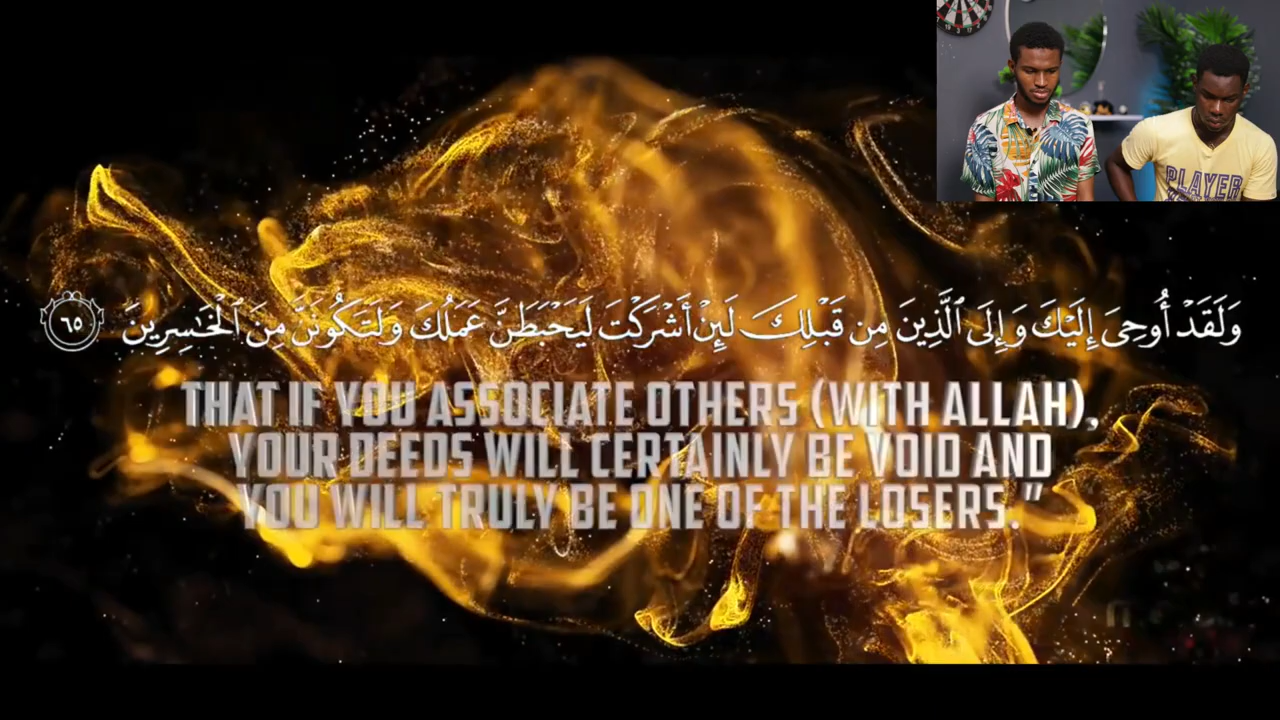 PLAYER
وَلَقَدْ أُوحِىَ إِلَيْكَ وَإِلَى ٱلَّذِينَ مِن قَبْلِكَ لَئِنْ أَشْرَكْتَ لَيَحْبَطَنَّ عَمَلُكَ وَلَتَكُونَنَّ مِنَ ٱلْخَـٰسِرِينَ ٦٥
THAT IF YOU ASSOCIATE OTHERS (WITH ALLAH),
YOUR DEEDS WILL CERTAINLY BE VOID AND
YOU WILL TRULY BE ONE OF THE LOSERS."